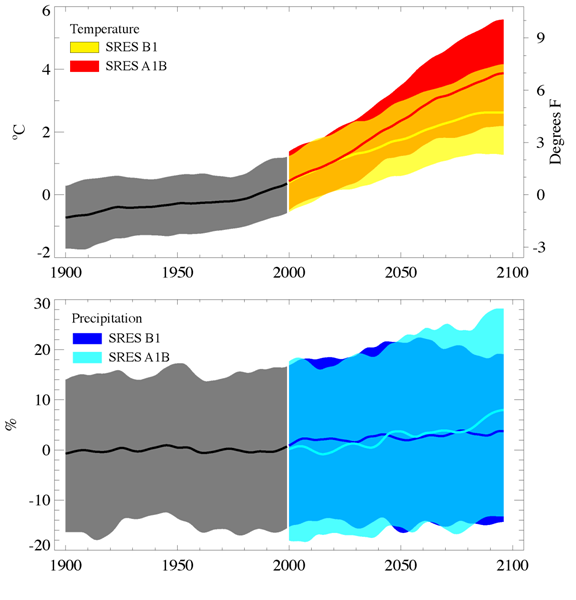 6
4
2
0
-2
°C
9
6
3
0
-3
Degrees F
Temperature
SRES B1
SRES A1B
1900 1950 2000 2050 2100
30
20
10
0
-10
-20
%
Precipitation
SRES B1
SRES A1B
1900 1950 2000 2050 2100